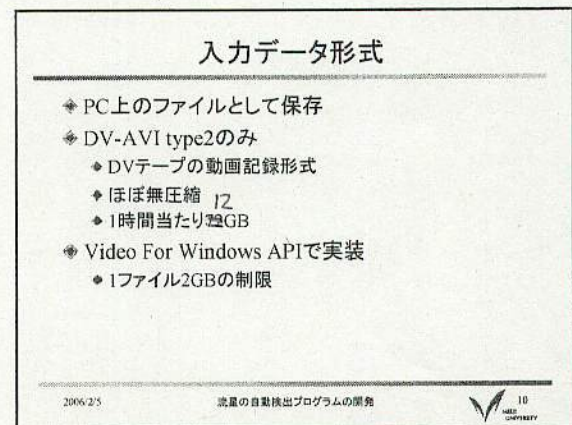 入力データ形式
PC上のファイルとして保存
DV-AVI type2のみ
DVテープの動画記録形式
ほぼ無圧縮
12
1時間当たりGB
Video For Windows APIで実装
1ファイル2GBの制限
2006/2/5
流星の自動検出プログラムの開発
10
MEIJI
UNIVERSITY